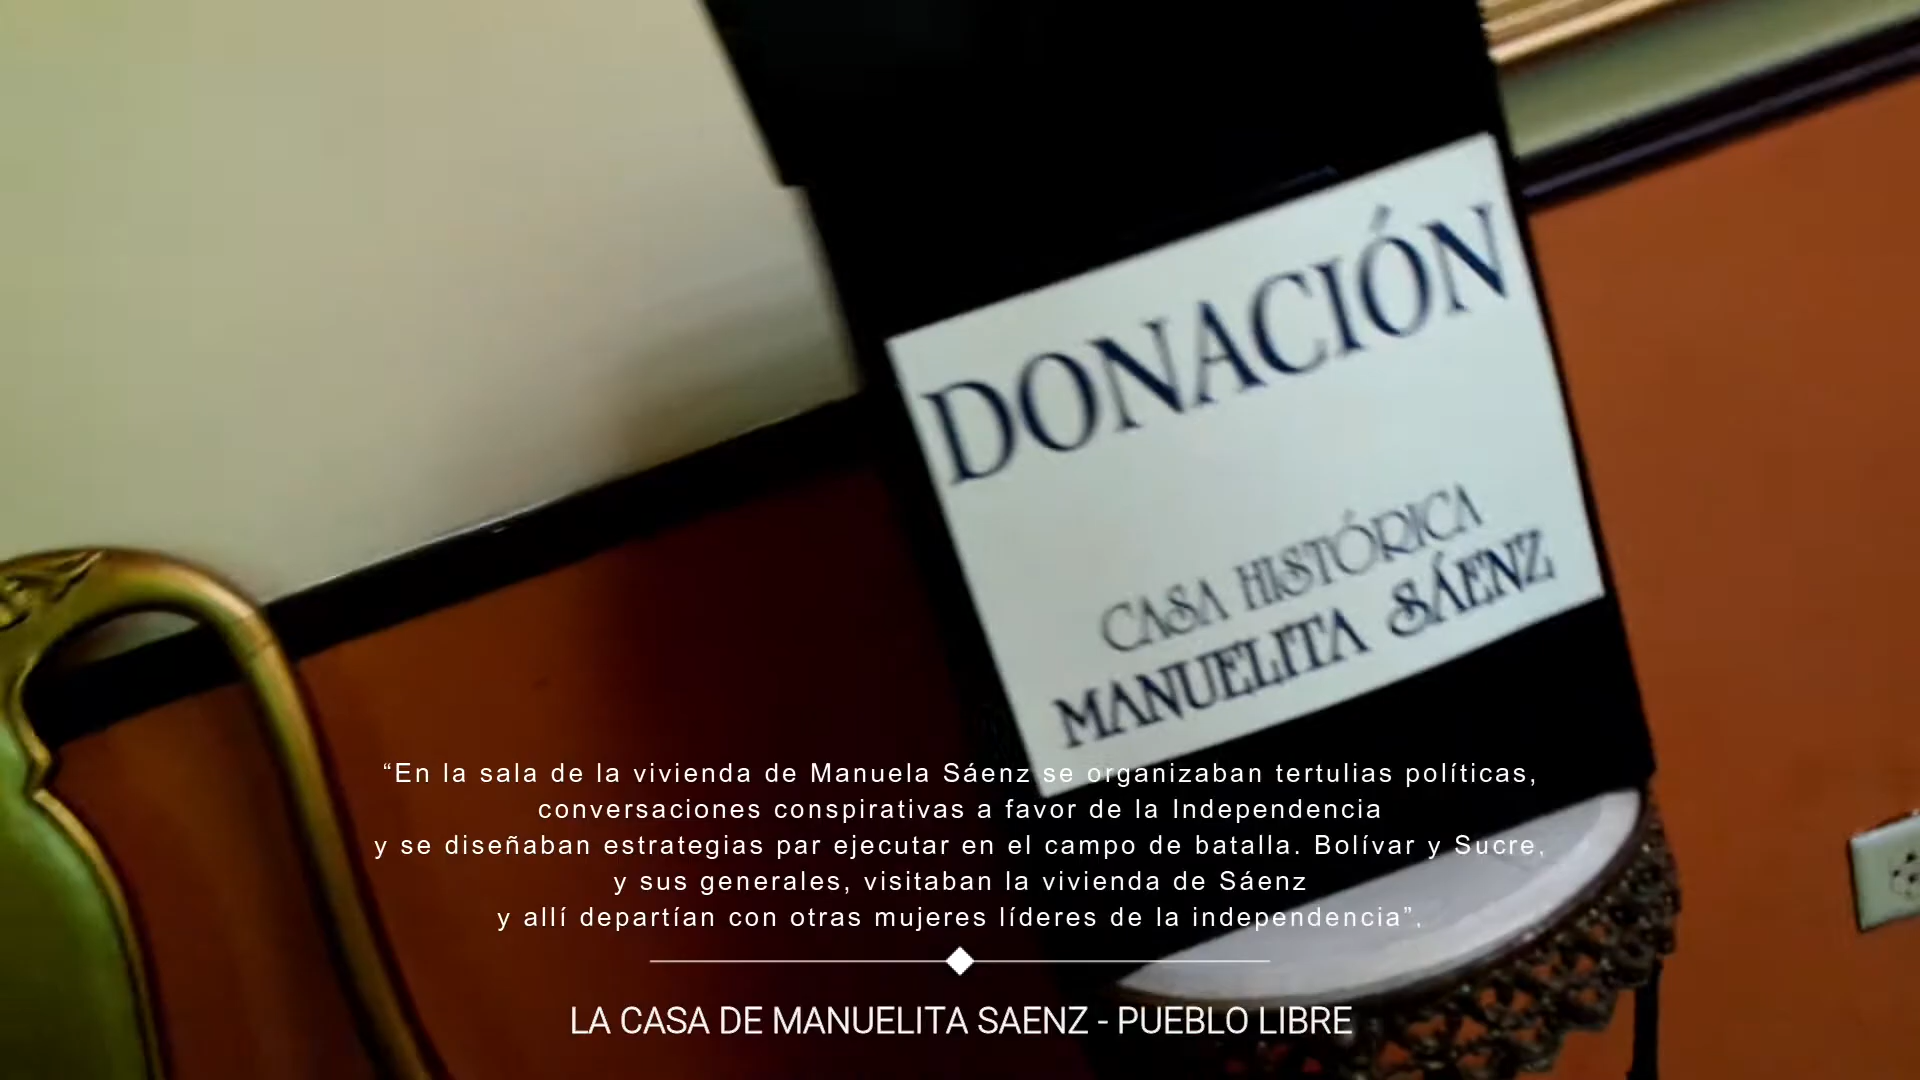 DONACIÓN
CASA HISTÓRICA
MANUELITA SÁENZ
“En la sala de la vivienda de Manuela Sáenz se organizaban tertulias políticas,
conversaciones conspirativas a favor de la Independencia
y se diseñaban estrategias par ejecutar en el campo de batalla. Bolívar y Sucre,
y sus generales, visitaban la vivienda de Sáenz
y allí departían con otras mujeres líderes de la independencia”.
LA CASA DE MANUELITA SAENZ - PUEBLO LIBRE